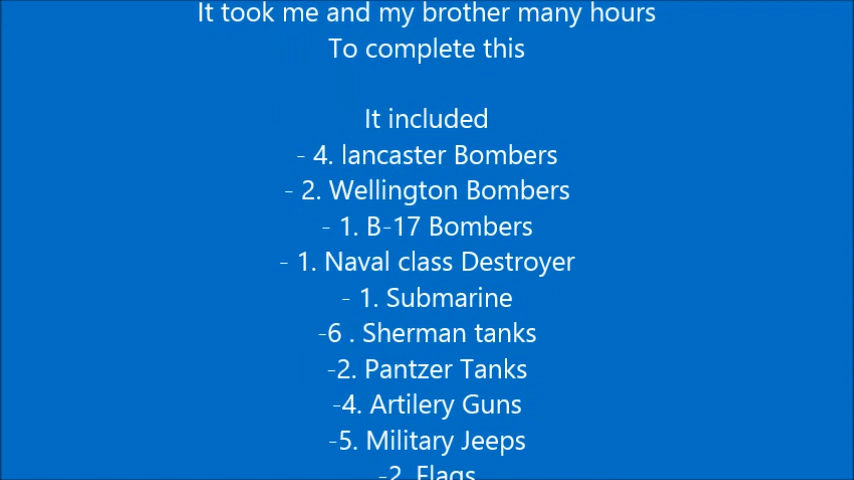 It took me and my brother many hours
To complete this
It included
- 4. lancaster Bombers
- 2. Wellington Bombers
- 1. B-17 Bombers
- 1. Naval class Destroyer
- 1. Submarine
-6 . Sherman tanks
-2. Pantzer Tanks
-4. Artilery Guns
-5. Military Jeeps
-2. Flags